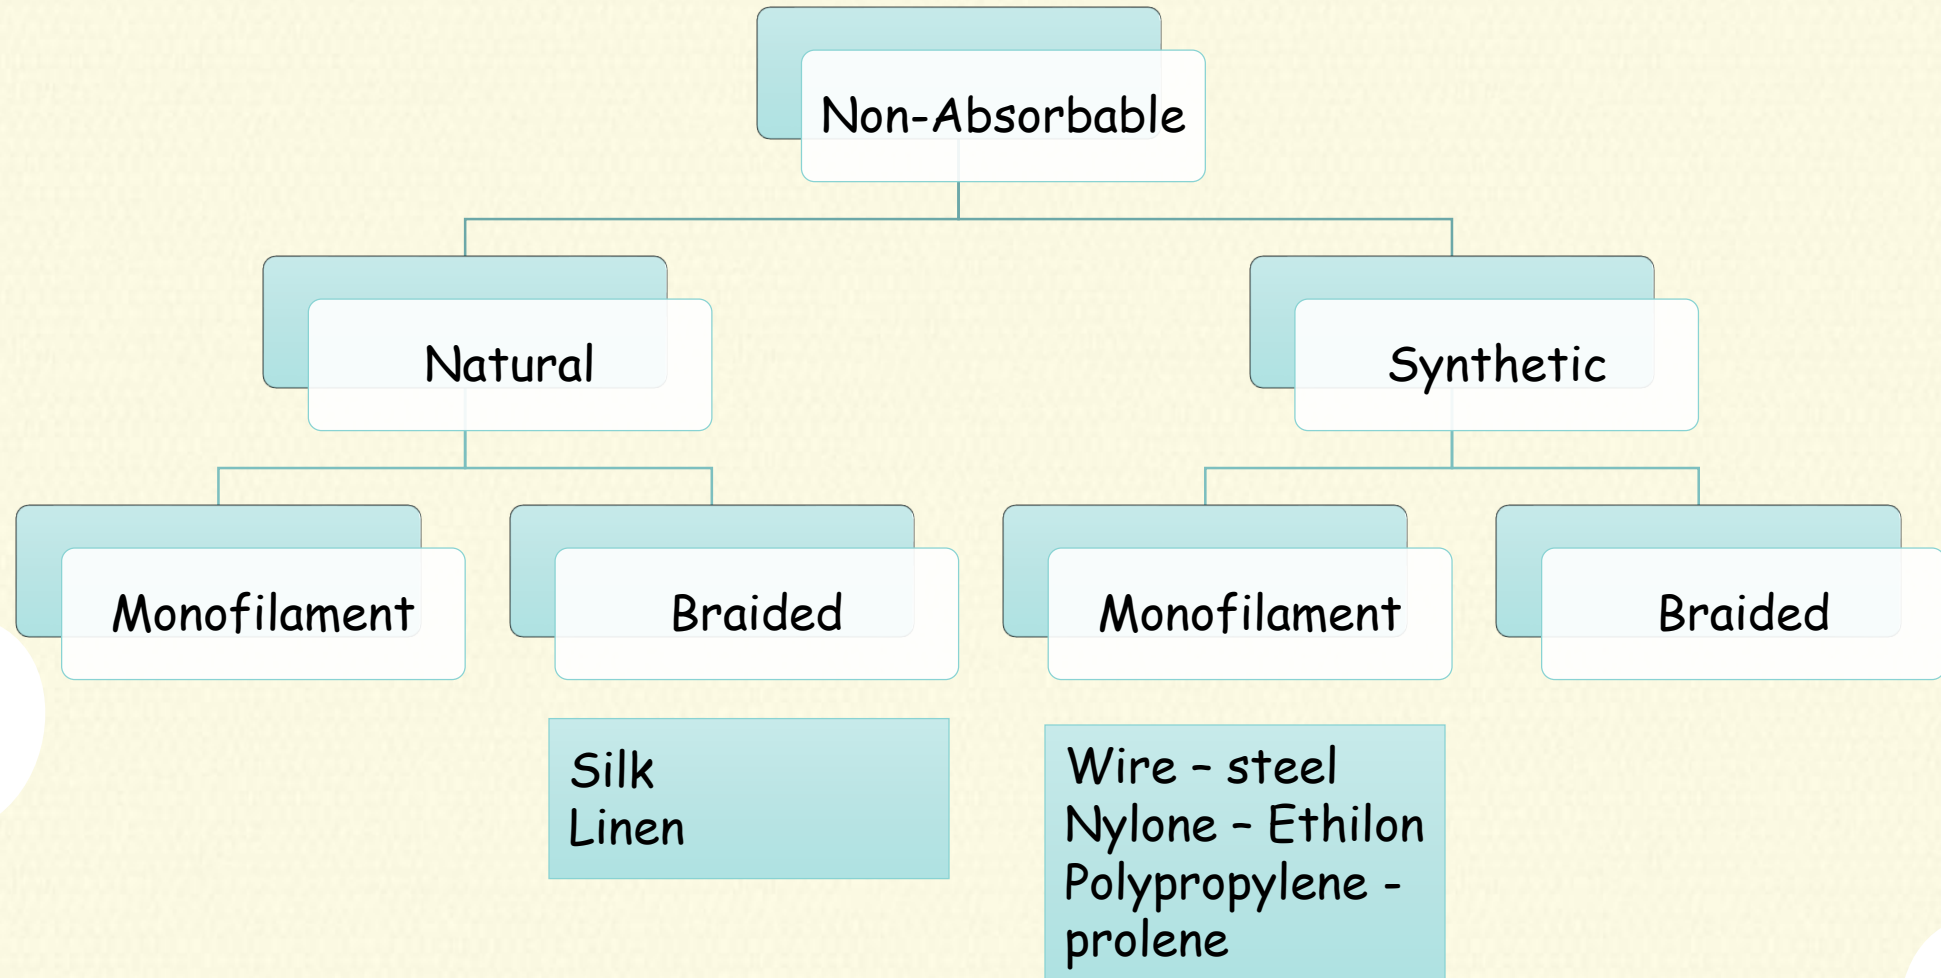 Non-Absorbable
Natural
Synthetic
Monofilament
Braided
Monofilament
Braided
Silk
Linen
Wire – steel
Nylone – Ethilon
Polypropylene -
prolene